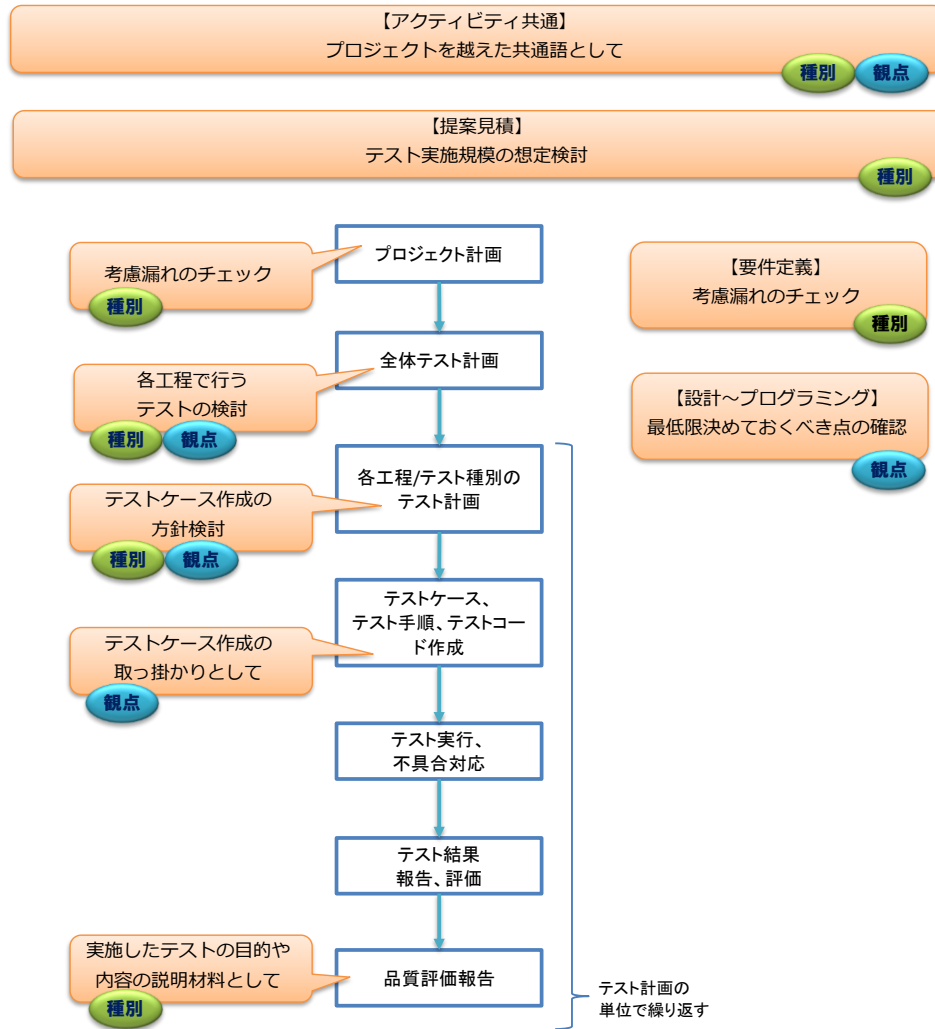 【アクティビティ共通】
プロジェクトを越えた共通語として
種別 観点
【提案見積】
テスト実施規模の想定検討
種別
プロジェクト計画
考慮漏れのチェック
種別
【要件定義】
考慮漏れのチェック
種別
全体テスト計画
各工程で行う
テストの検討
種別 観点
【設計～プログラミング】
最低限決めておくべき点の確認
観点
各工程/テスト種別の
テスト計画
テストケース作成の
方針検討
種別 観点
テストケース、
テスト手順、テストコー
ド作成
テストケース作成の
取っ掛かりとして
観点
テスト実行、
不具合対応
テスト結果
報告、評価
実施したテストの目的や
内容の説明材料として
種別
品質評価報告
テスト計画の
単位で繰り返す